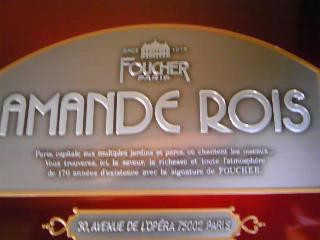 SINCE 1819
FOUCHER
PARIS
AMANDE ROIS
Paris, capitale aux multiples jardins et parcs, où chantent les oiseaux...
Vous trouverez, ici, la saveur, la richesse et toute l'atmosphère
de 170 années d'existence avec la signature de FOUCHER.
30, AVENUE DE L'OPÉRA 75002 PARIS